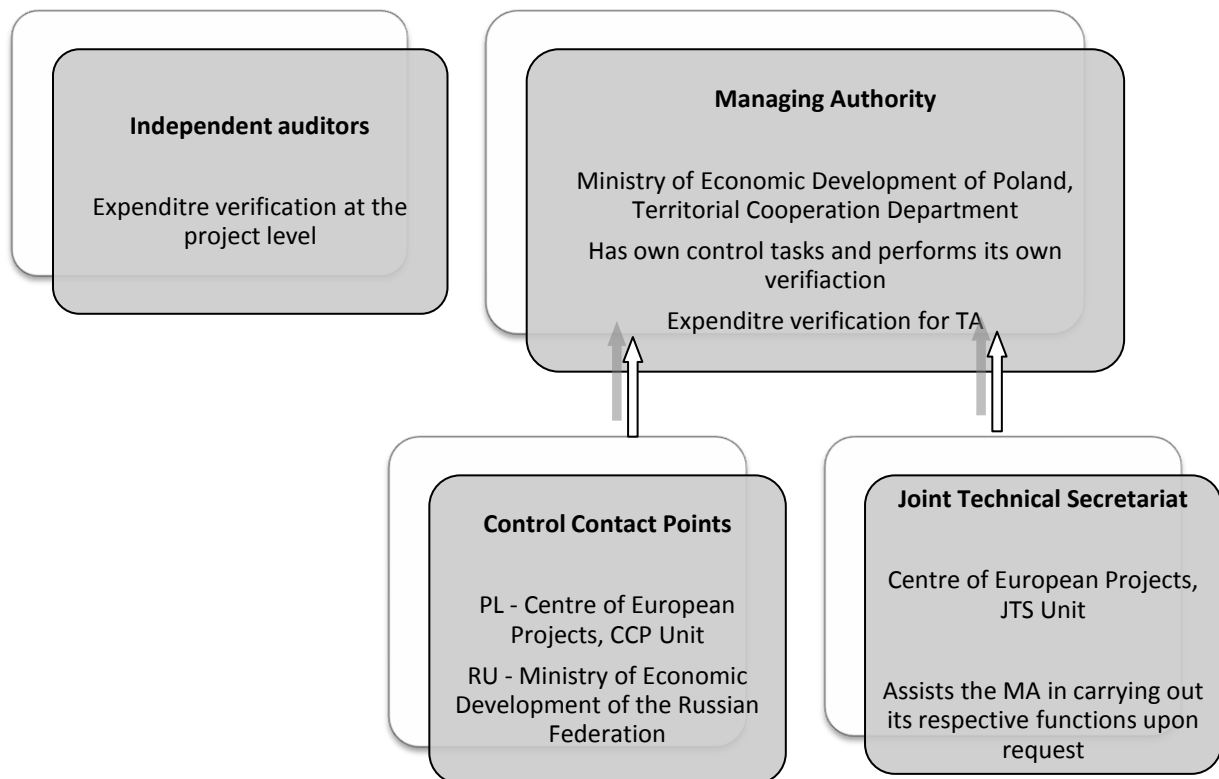 Independent auditors
Expenditre verification at the
project level
Managing Authority
Ministry of Economic Development of Poland,
Territorial Cooperation Department
Has own control tasks and performs its own
verifiaction
Expenditre verification for TA
Control Contact Points
PL - Centre of European
Projects, CCP Unit
RU - Ministry of Economic
Development of the Russian
Federation
Joint Technical Secretariat
Centre of European Projects,
JTS Unit
Assists the MA in carrying out
its respective functions upon
request